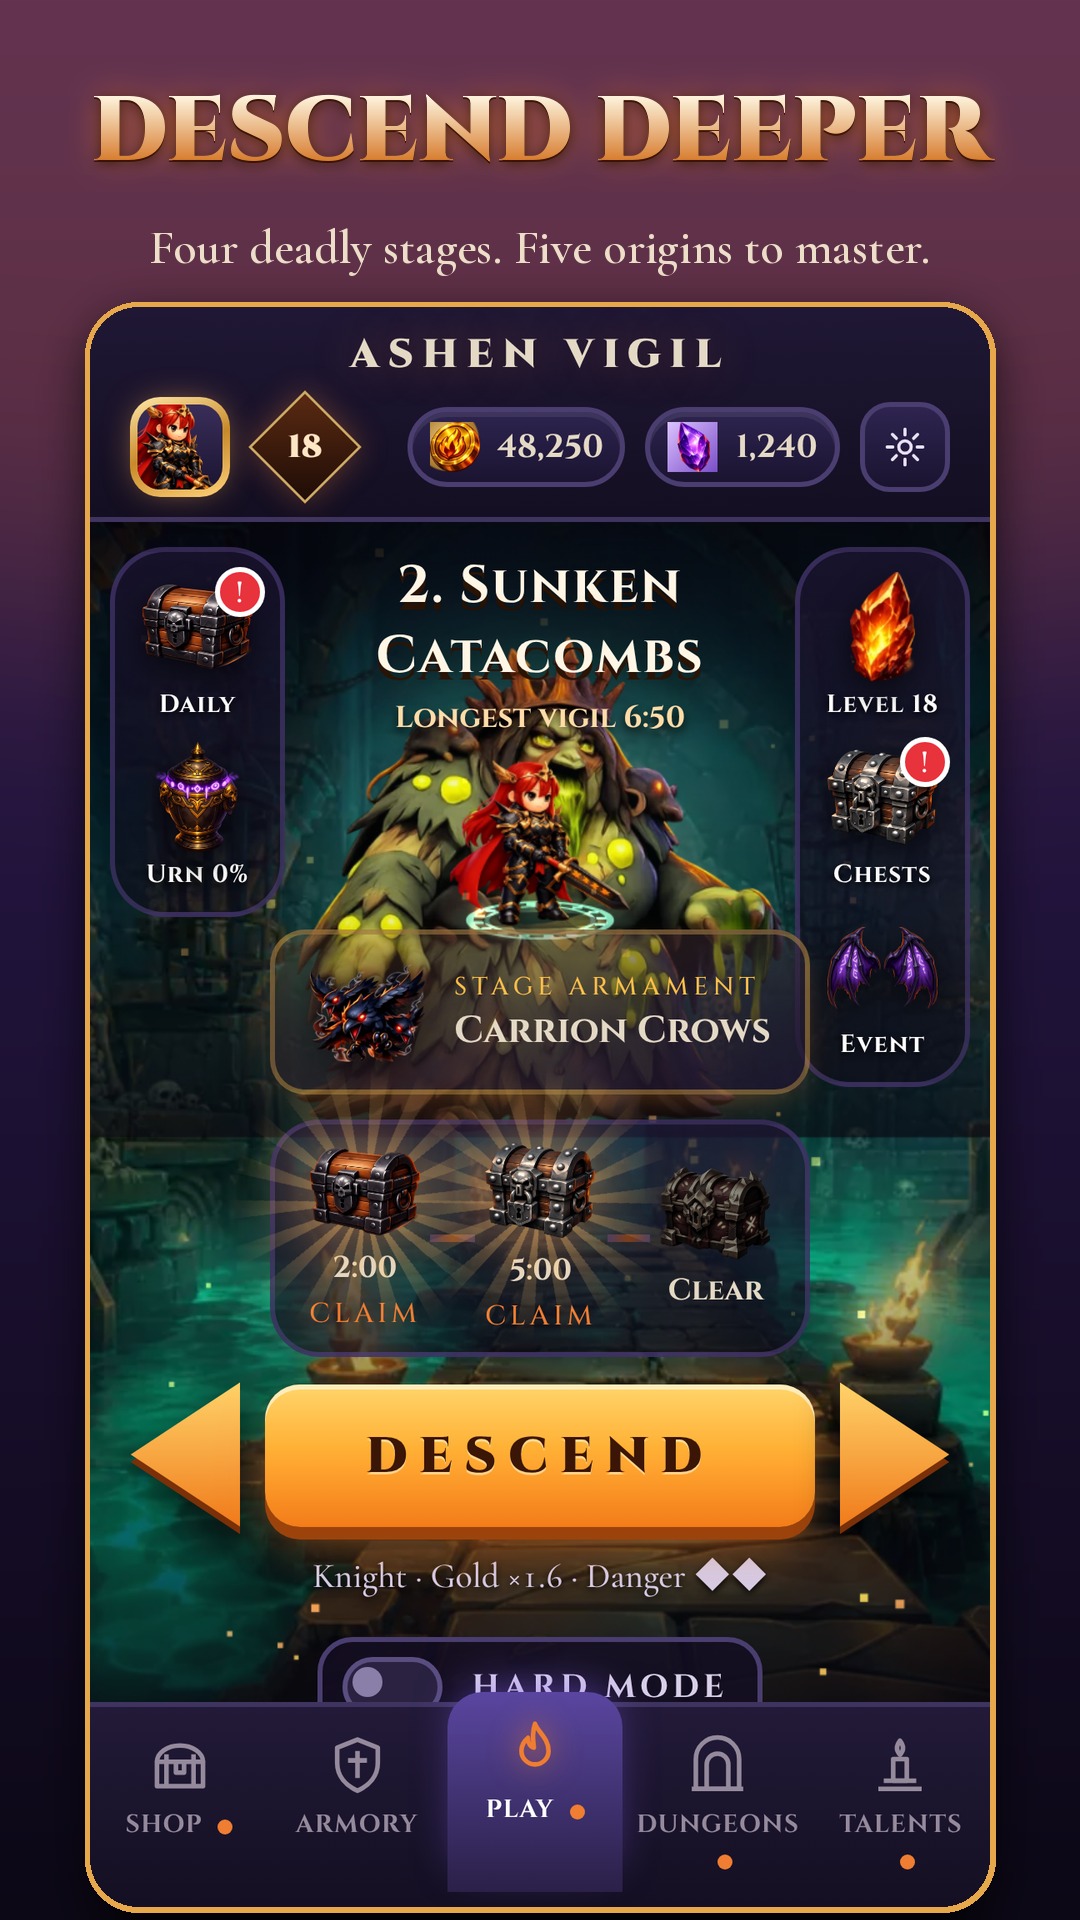 DESCEND DEEPER
Four deadly stages. Five origins to master.
ASHEN VIGIL
18
48,250
1,240
2. Sunken
Catacombs
Longest vigil 6:50
!
Daily
Urn 0%
Level 18
!
Chests
Event
STAGE ARMAMENT
Carrion Crows
2:00
CLAIM
5:00
CLAIM
Clear
DESCEND
Knight · Gold ×1.6 · Danger ◆◆
HARD MODE
SHOP
ARMORY
PLAY
DUNGEONS
TALENTS